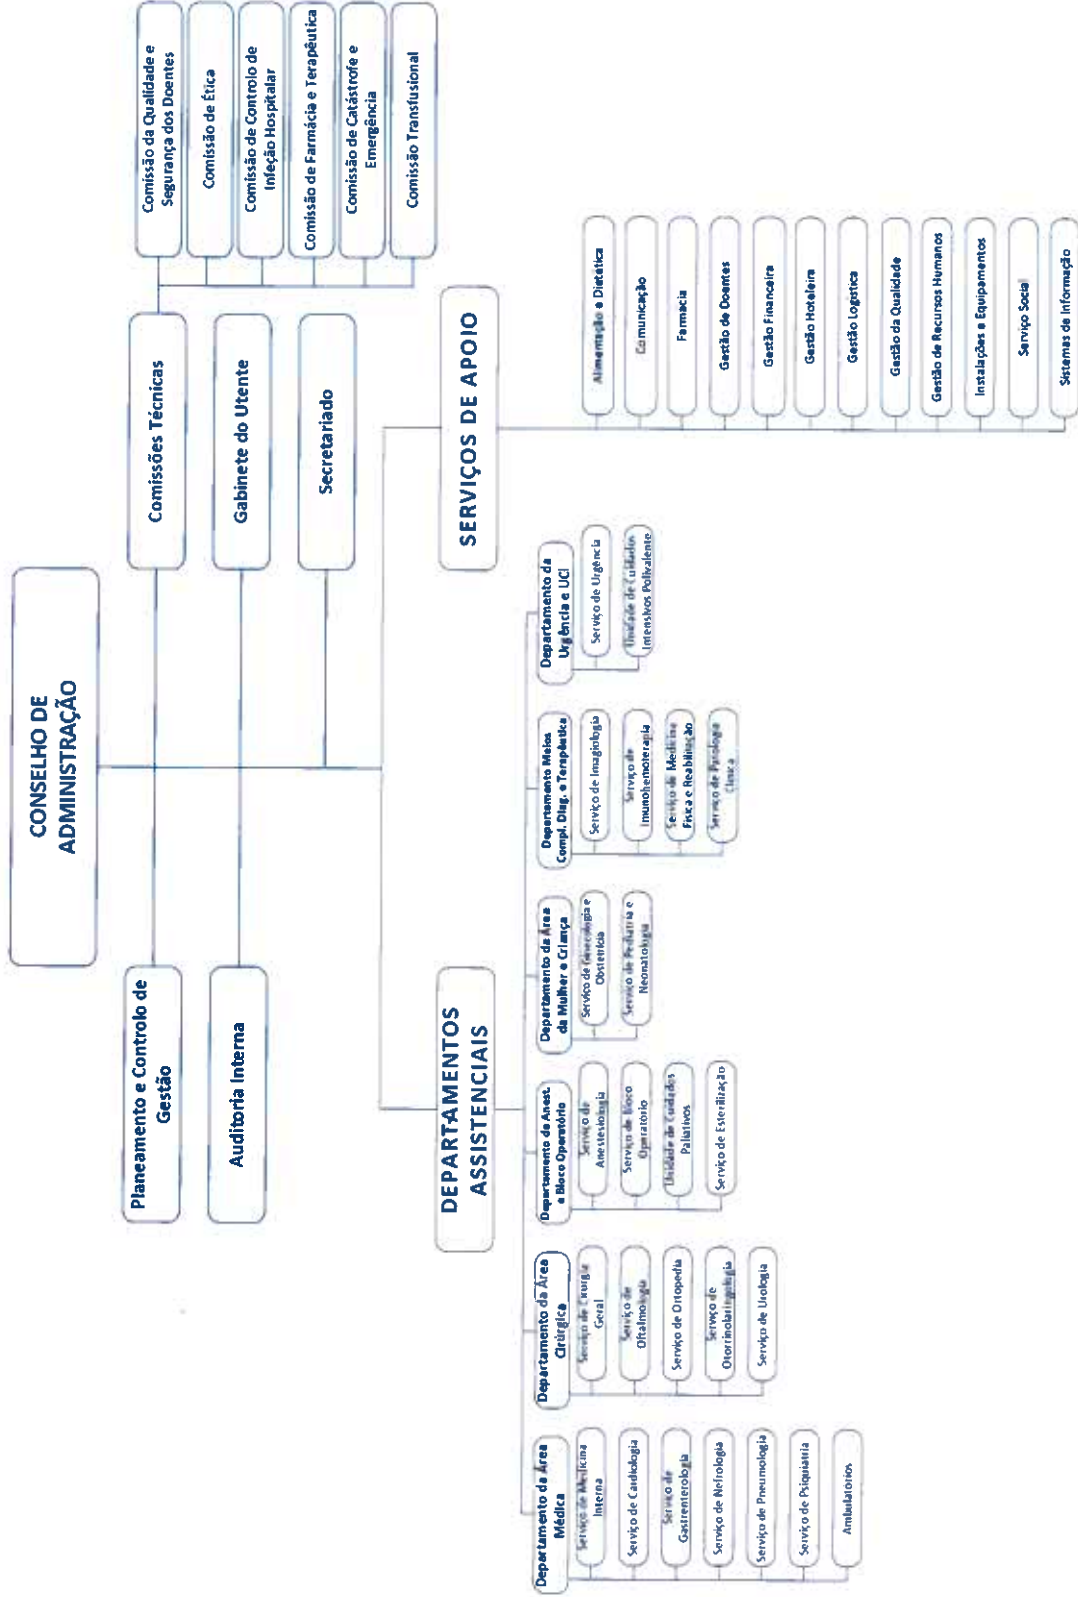 CONSELHO DE
ADMINISTRAÇÃO
Planeamento e Controlo de
Gestão
Auditoria Interna
Comissões Técnicas
Gabinete do Utente
Secretariado
Comissão da Qualidade e
Segurança dos Doentes
Comissão de Ética
Comissão de Controlo de
Infeção Hospitalar
Comissão de Farmácia e Terapêutica
Comissão de Catástrofe e
Emergência
Comissão Transfusional
DEPARTAMENTOS
ASSISTENCIAIS
Departamento da Área
Médica
Serviço de Medicina
Interna
Serviço de Cardiologia
Serviço de
Gastrenterologia
Serviço de Nefrologia
Serviço de Pneumologia
Serviço de Psiquiatria
Ambulatórios
Departamento da Área
Cirúrgica
Serviço de Cirurgia
Geral
Serviço de
Oftalmologia
Serviço de Ortopedia
Serviço de
Otorrinolaringologia
Serviço de Urologia
Departamento de Anest.
e Bloco Operatório
Serviço de
Anestesiologia
Serviço de Bloco
Operatório
Unidade de Cuidados
Paliativos
Serviço de Esterilização
Departamento da Área
da Mulher e Criança
Serviço de Ginecologia e
Obstetrícia
Serviço de Pediatria e
Neonatologia
Departamento Meios
Compl. Diag. e Terapêutica
Serviço de Imagiologia
Serviço de
Imunohemoterapia
Serviço de Medicina
Física e Reabilitação
Serviço de Patologia
Clínica
Departamento da
Urgência e UCI
Serviço de Urgência
Unidade de Cuidados
Intensivos Polivalente
SERVIÇOS DE APOIO
Alimentação e Dietética
Comunicação
Farmácia
Gestão de Doentes
Gestão Financeira
Gestão Hoteleira
Gestão Logística
Gestão da Qualidade
Gestão de Recursos Humanos
Instalações e Equipamentos
Serviço Social
Sistemas de Informação